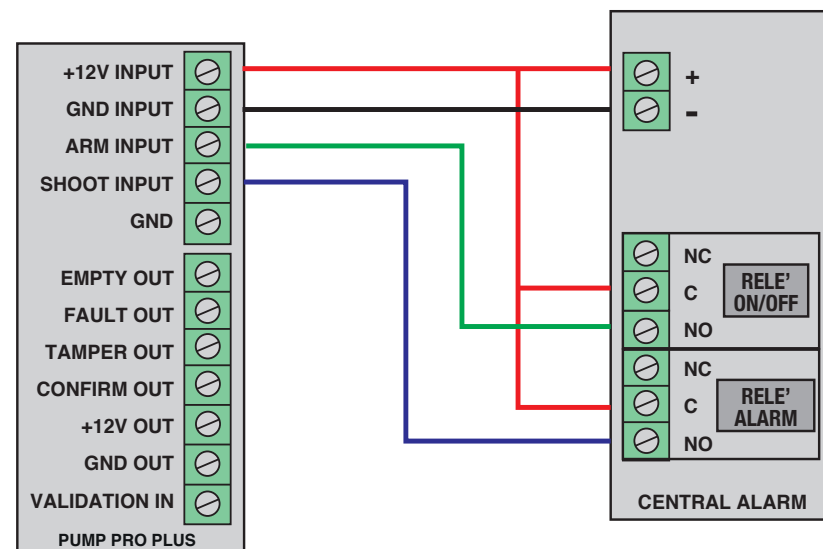 +12V INPUT
GND INPUT
ARM INPUT
SHOOT INPUT
GND
EMPTY OUT
FAULT OUT
TAMPER OUT
CONFIRM OUT
+12V OUT
GND OUT
VALIDATION IN
PUMP PRO PLUS
+
-
NC
C
NO
RELE'
ON/OFF
NC
C
NO
RELE'
ALARM
CENTRAL ALARM